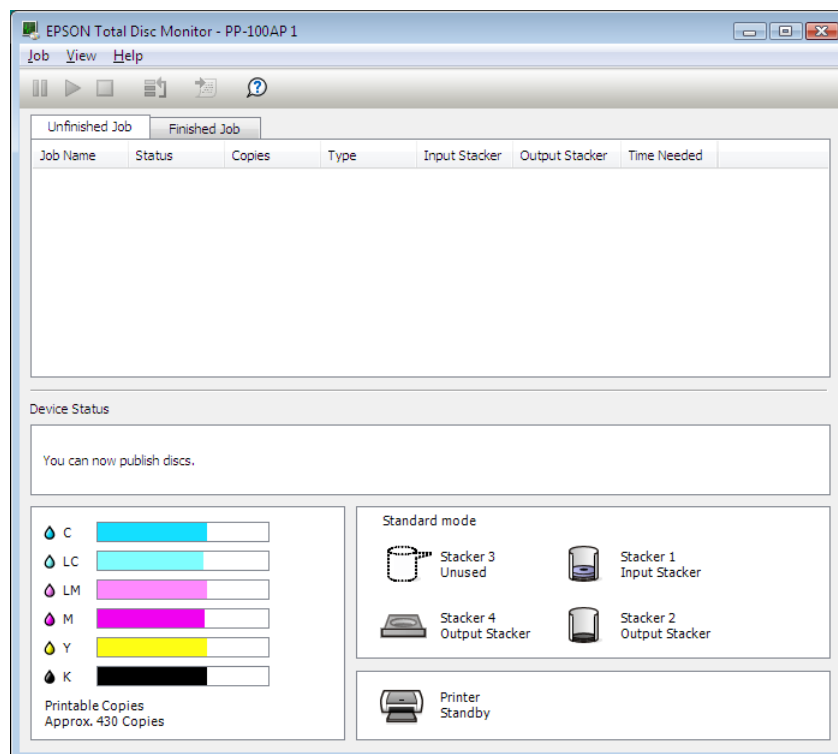 EPSON Total Disc Monitor - PP-100AP 1
Job View Help
Unfinished Job Finished Job
Job Name Status Copies Type Input Stacker Output Stacker Time Needed
Device Status
You can now publish discs.
C
LC
LM
M
Y
K
Printable Copies
Approx. 430 Copies
Standard mode
Stacker 3
Unused
Stacker 1
Input Stacker
Stacker 4
Output Stacker
Stacker 2
Output Stacker
Printer
Standby